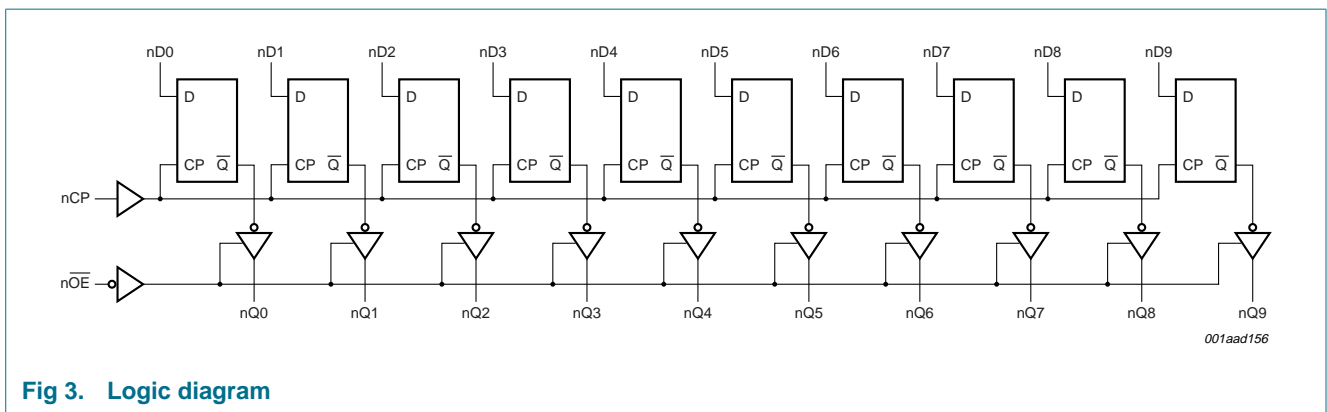 nD0 nD1 nD2 nD3 nD4 nD5 nD6 nD7 nD8 nD9
D D D D D D D D D D
CP Q̅ CP Q̅ CP Q̅ CP Q̅ CP Q̅ CP Q̅ CP Q̅ CP Q̅ CP Q̅ CP Q̅
nCP
nO̅E̅
nQ0 nQ1 nQ2 nQ3 nQ4 nQ5 nQ6 nQ7 nQ8 nQ9
001aad156
Fig 3. Logic diagram